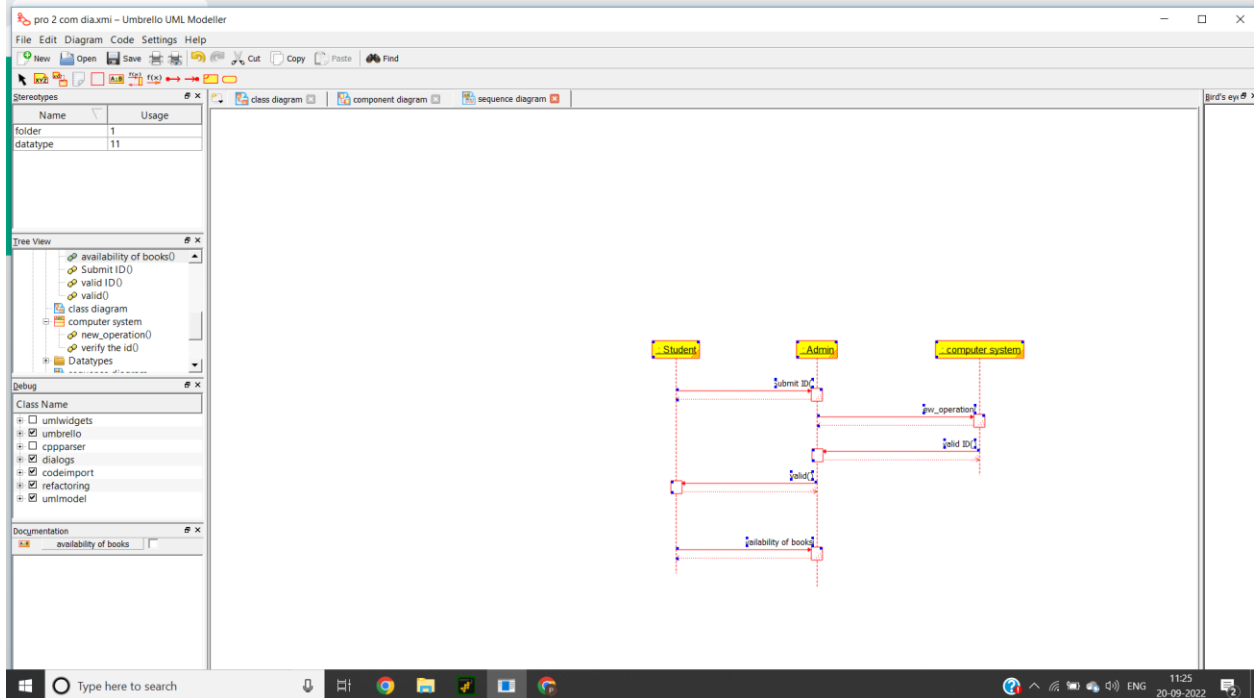 pro 2 com dia.xmi – Umbrello UML Modeller
File Edit Diagram Code Settings Help
New Open Save Cut Copy Paste Find
Stereotypes
Name Usage
folder 1
datatype 11
Tree View
availability of books()
Submit ID()
valid ID()
valid()
class diagram
computer system
new_operation()
verify the id()
Datatypes
Debug
Class Name
umlwidgets
umbrello
cppparser
dialogs
codeimport
refactoring
umlmodel
Documentation
availability of books
class diagram component diagram sequence diagram
Bird's eye
: Student : Admin : computer system
ubmit ID(
ew_operation
valid ID(
valid(
ailability of books
Type here to search
ENG
11:25
20-09-2022